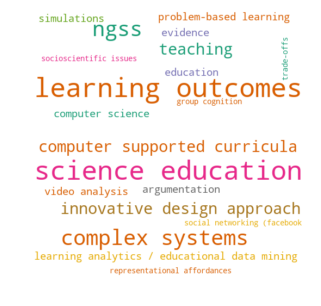 simulations
problem-based learning
ngss
evidence
teaching
socioscientific issues
trade-offs
education
learning outcomes
group cognition
computer science
computer supported curricula
science education
video analysis
argumentation
innovative design approach
social networking (facebook
complex systems
learning analytics / educational data mining
representational affordances